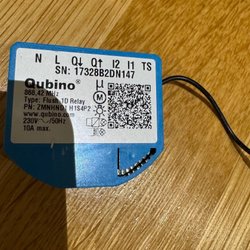 N L Q↓ Q↑ I2 I1 TS
SN: 17328B2DN147
Qubino™
868,42 MHz
Type: Flush 1D Relay
PN: ZMNHND1 H1S4P2
www.qubino.com
230V~/50Hz
10A max.
μ
M